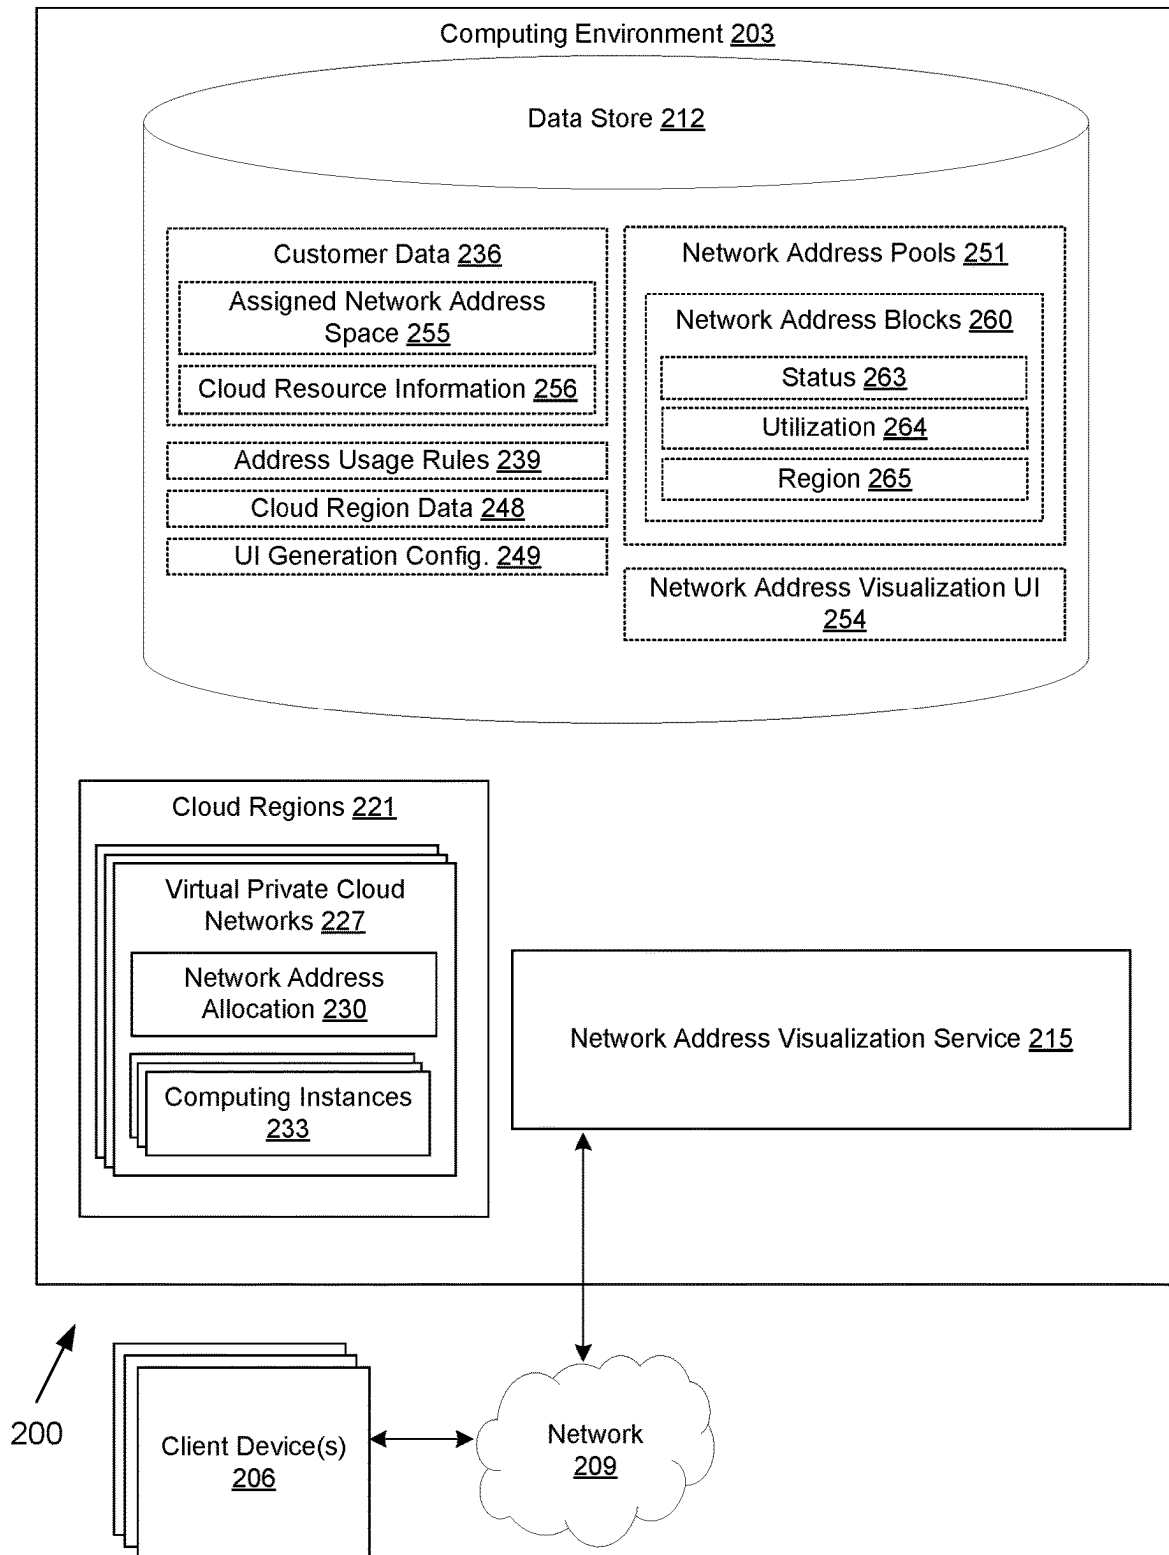 Computing Environment 203
Data Store 212
Customer Data 236
Assigned Network Address
Space 255
Cloud Resource Information 256
Address Usage Rules 239
Cloud Region Data 248
UI Generation Config. 249
Network Address Pools 251
Network Address Blocks 260
Status 263
Utilization 264
Region 265
Network Address Visualization UI
254
Cloud Regions 221
Virtual Private Cloud
Networks 227
Network Address
Allocation 230
Computing Instances
233
Network Address Visualization Service 215
200
Client Device(s)
206
Network
209